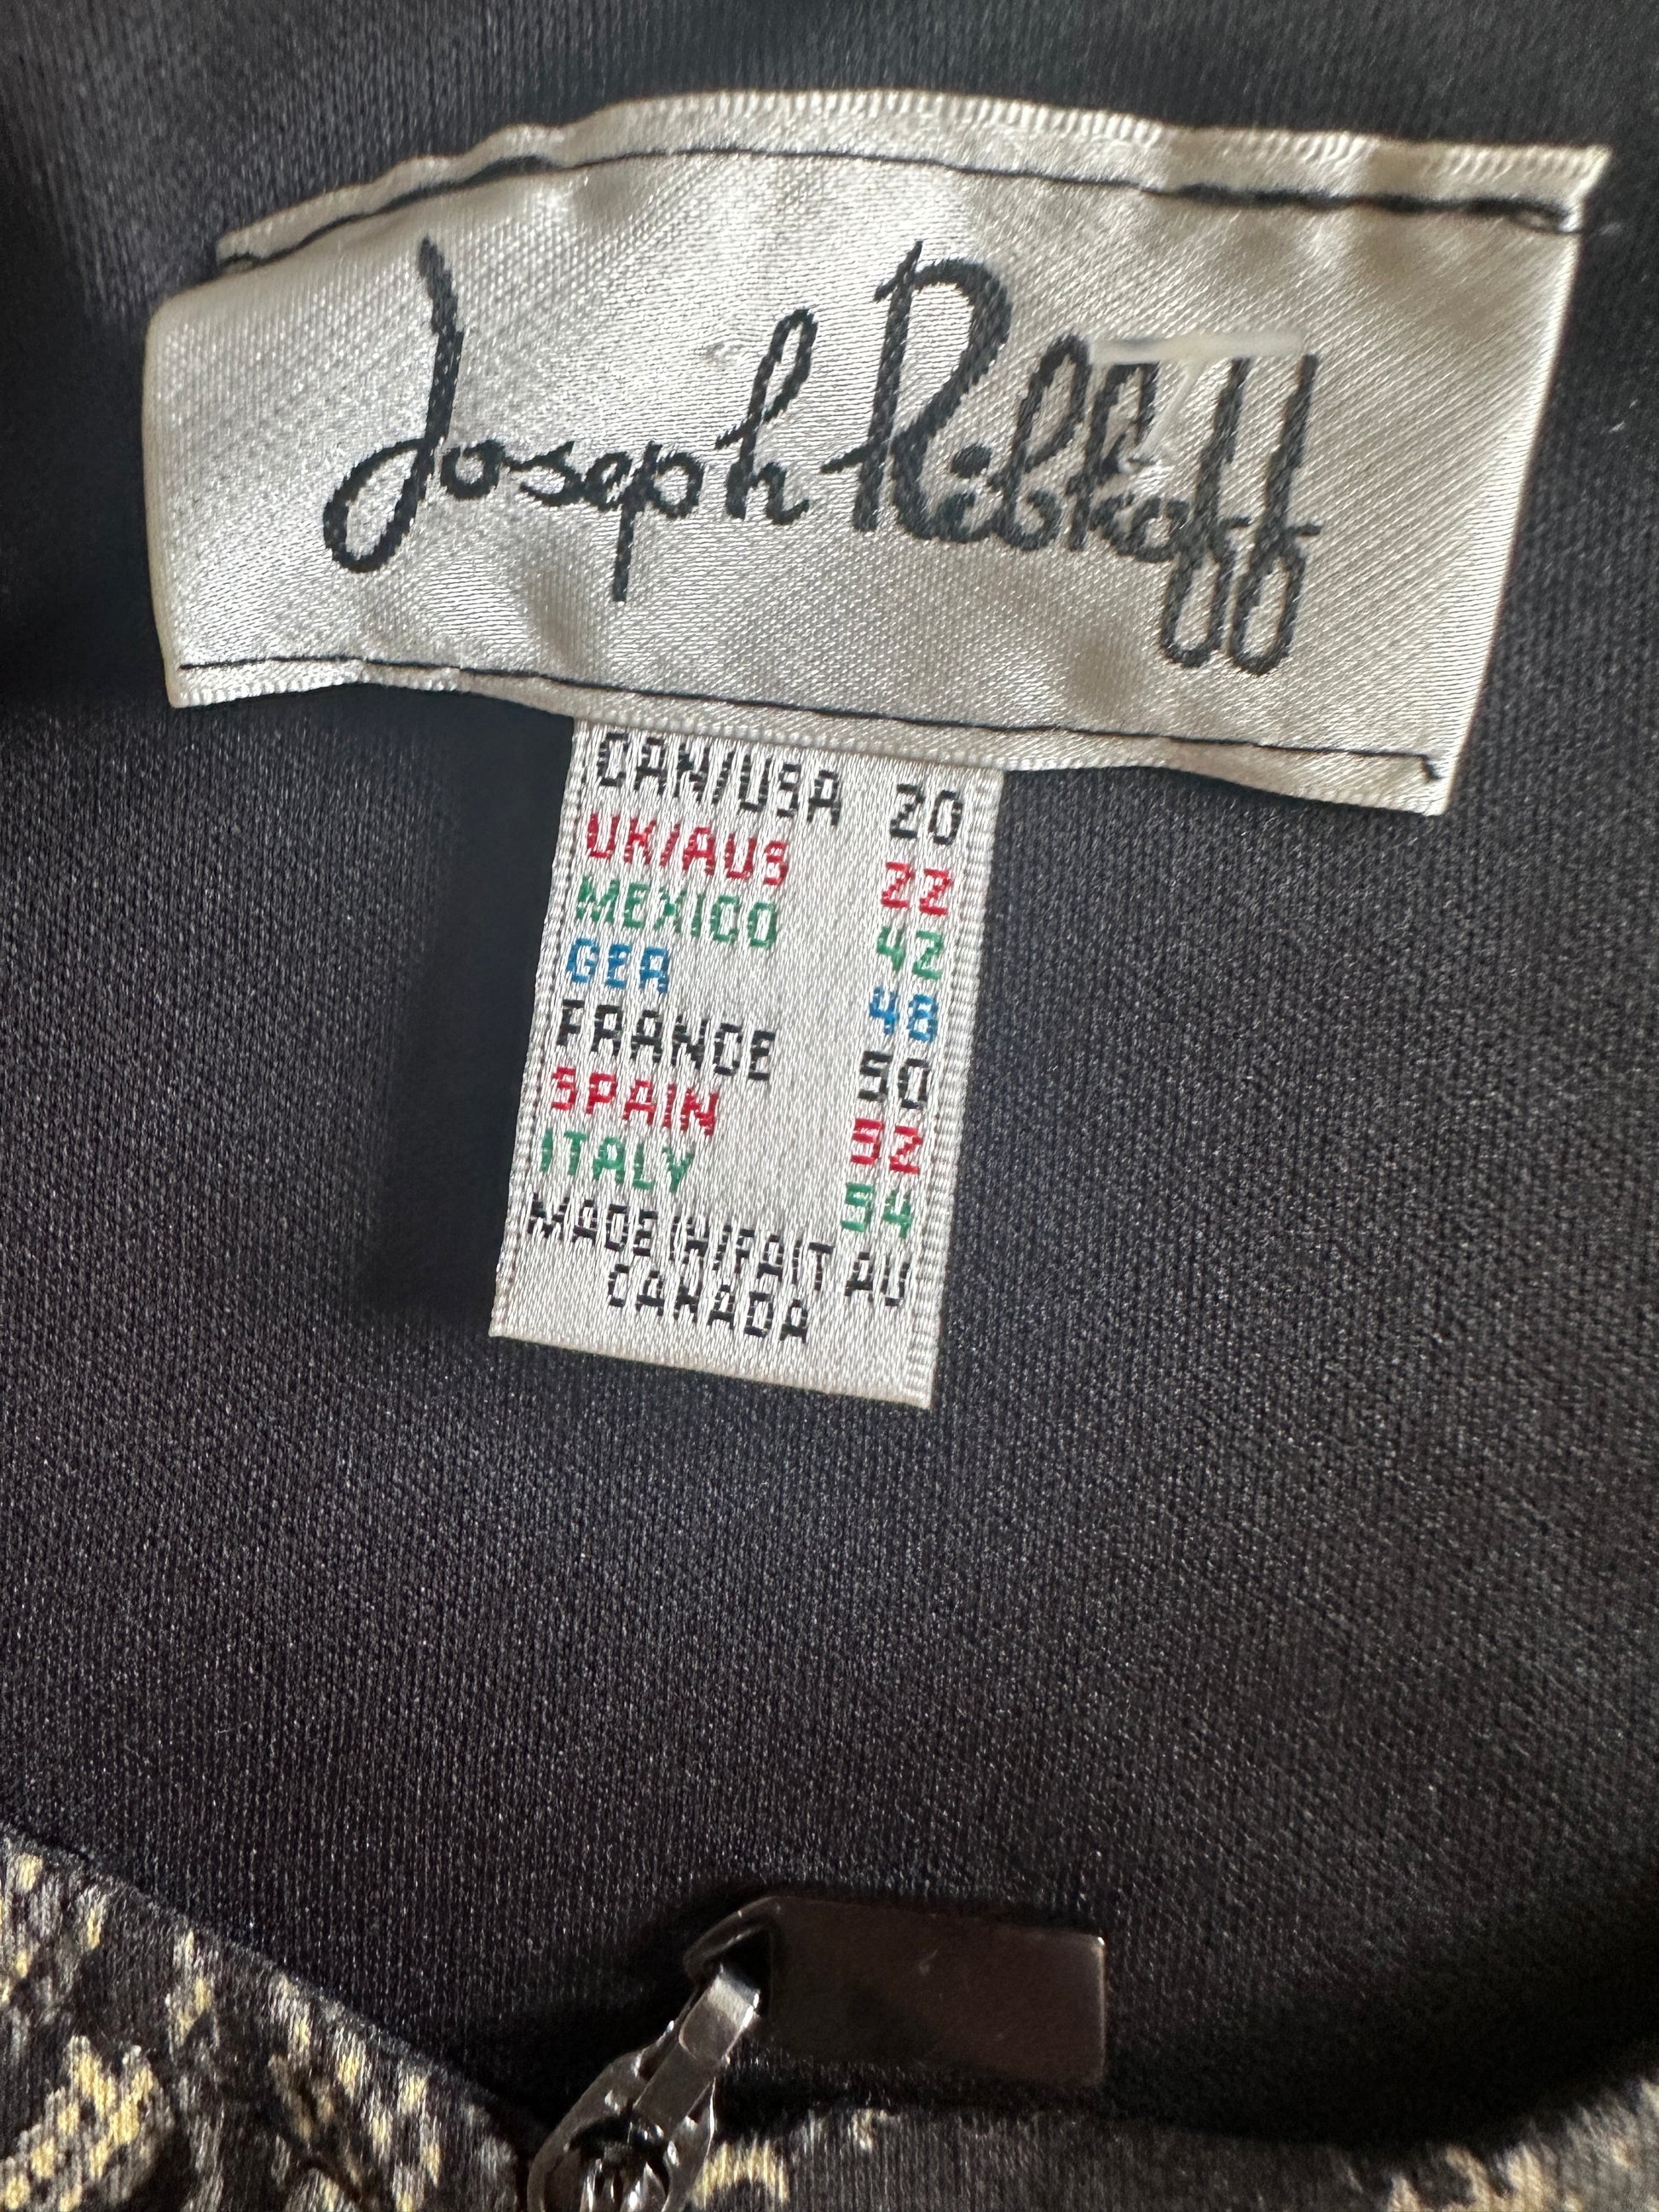 Joseph Ribkoff
CAN/USA 20
UK/AUS 22
MEXICO 42
GER 48
FRANCE 50
SPAIN 52
ITALY 54
MADE IN/FAIT AU
CANADA